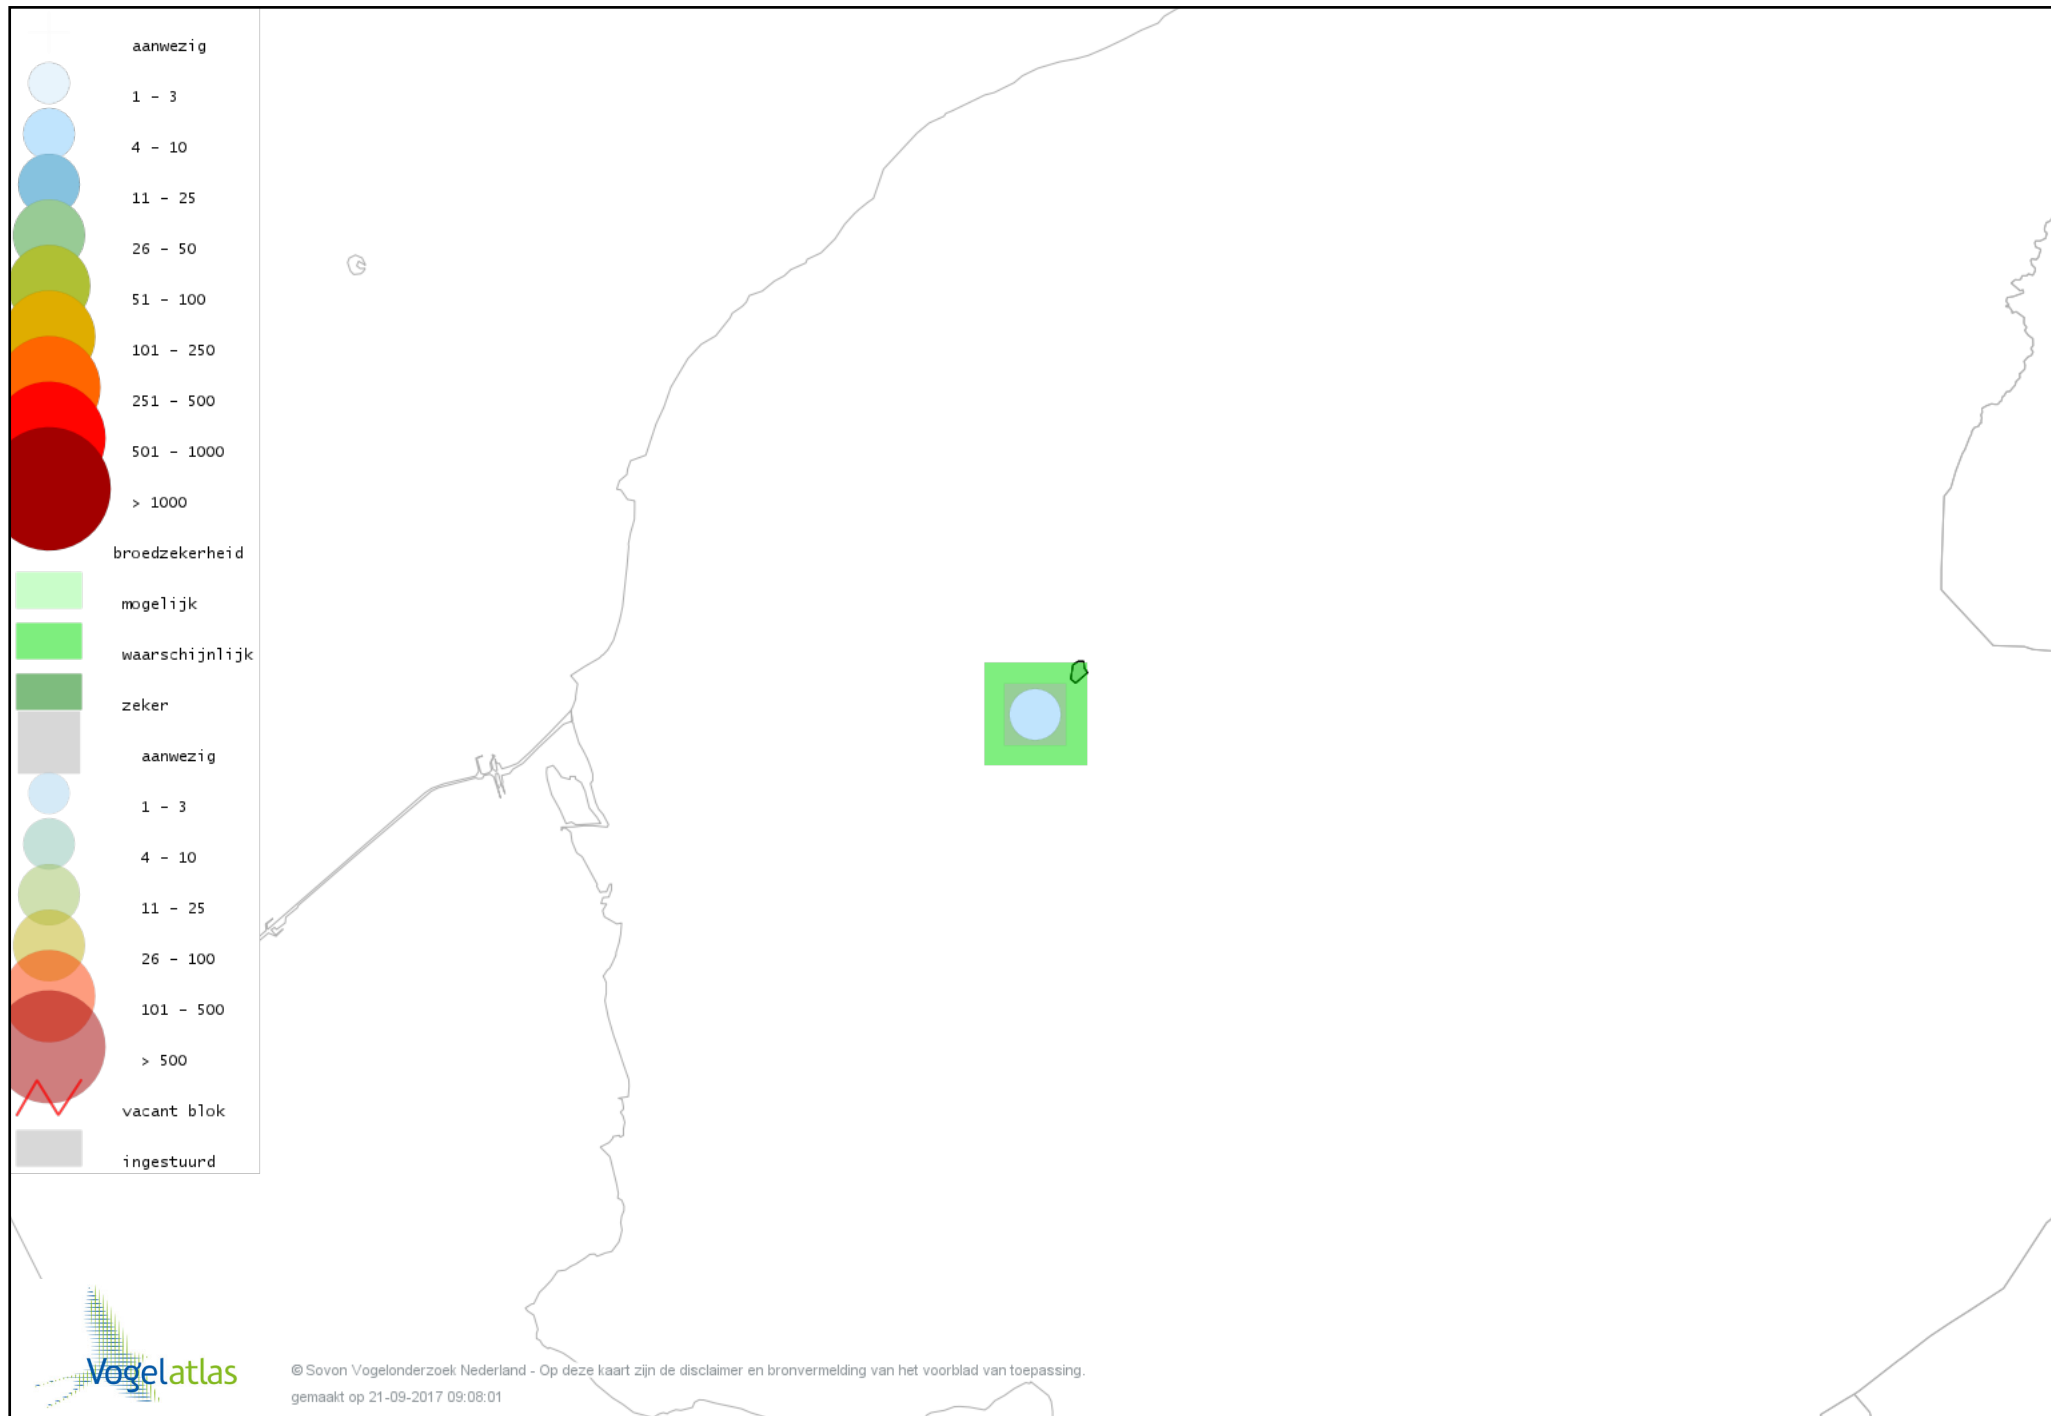 aanwezig
1 - 3
4 - 10
11 - 25
26 - 50
51 - 100
101 - 250
251 - 500
501 - 1000
> 1000
broedzekerheid
mogelijk
waarschijnlijk
zeker
aanwezig
1 - 3
4 - 10
11 - 25
26 - 100
101 - 500
> 500
vacant blok
ingestuurd
Vogelatlas
© Sovon Vogelonderzoek Nederland - Op deze kaart zijn de disclaimer en bronvermelding van het voorblad van toepassing.
gemaakt op 21-09-2017 09:08:01